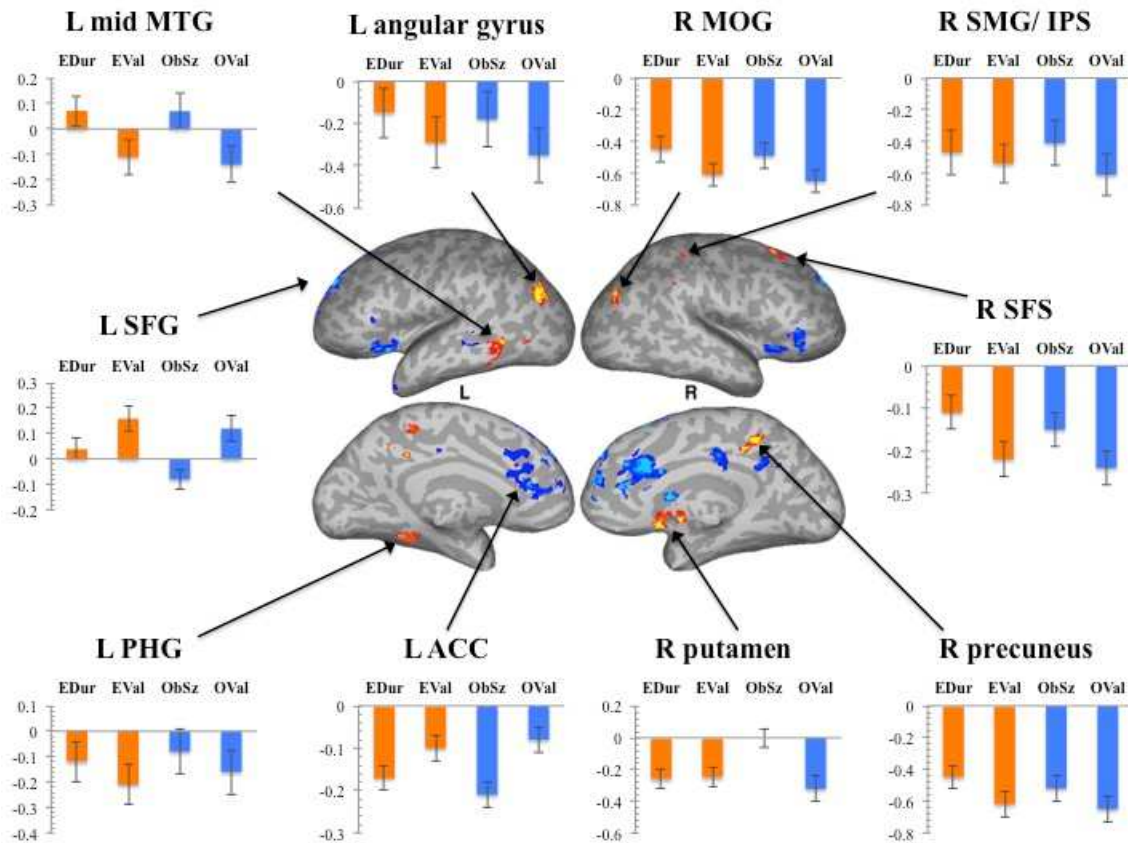 L mid MTG
EDur EVal ObSz OVal
0.2
0.1
0
-0.1
-0.2
-0.3
L angular gyrus
EDur EVal ObSz OVal
0
-0.2
-0.4
-0.6
R MOG
EDur EVal ObSz OVal
0
-0.2
-0.4
-0.6
-0.8
R SMG/ IPS
EDur EVal ObSz OVal
0
-0.2
-0.4
-0.6
-0.8
L SFG
EDur EVal ObSz OVal
0.3
0.2
0.1
0
-0.1
-0.2
L
R
R SFS
EDur EVal ObSz OVal
0
-0.1
-0.2
-0.3
L PHG
EDur EVal ObSz OVal
0.1
0
-0.1
-0.2
-0.3
-0.4
L ACC
EDur EVal ObSz OVal
0
-0.1
-0.2
-0.3
R putamen
EDur EVal ObSz OVal
0.2
0
-0.2
-0.4
-0.6
R precuneus
EDur EVal ObSz OVal
0
-0.2
-0.4
-0.6
-0.8